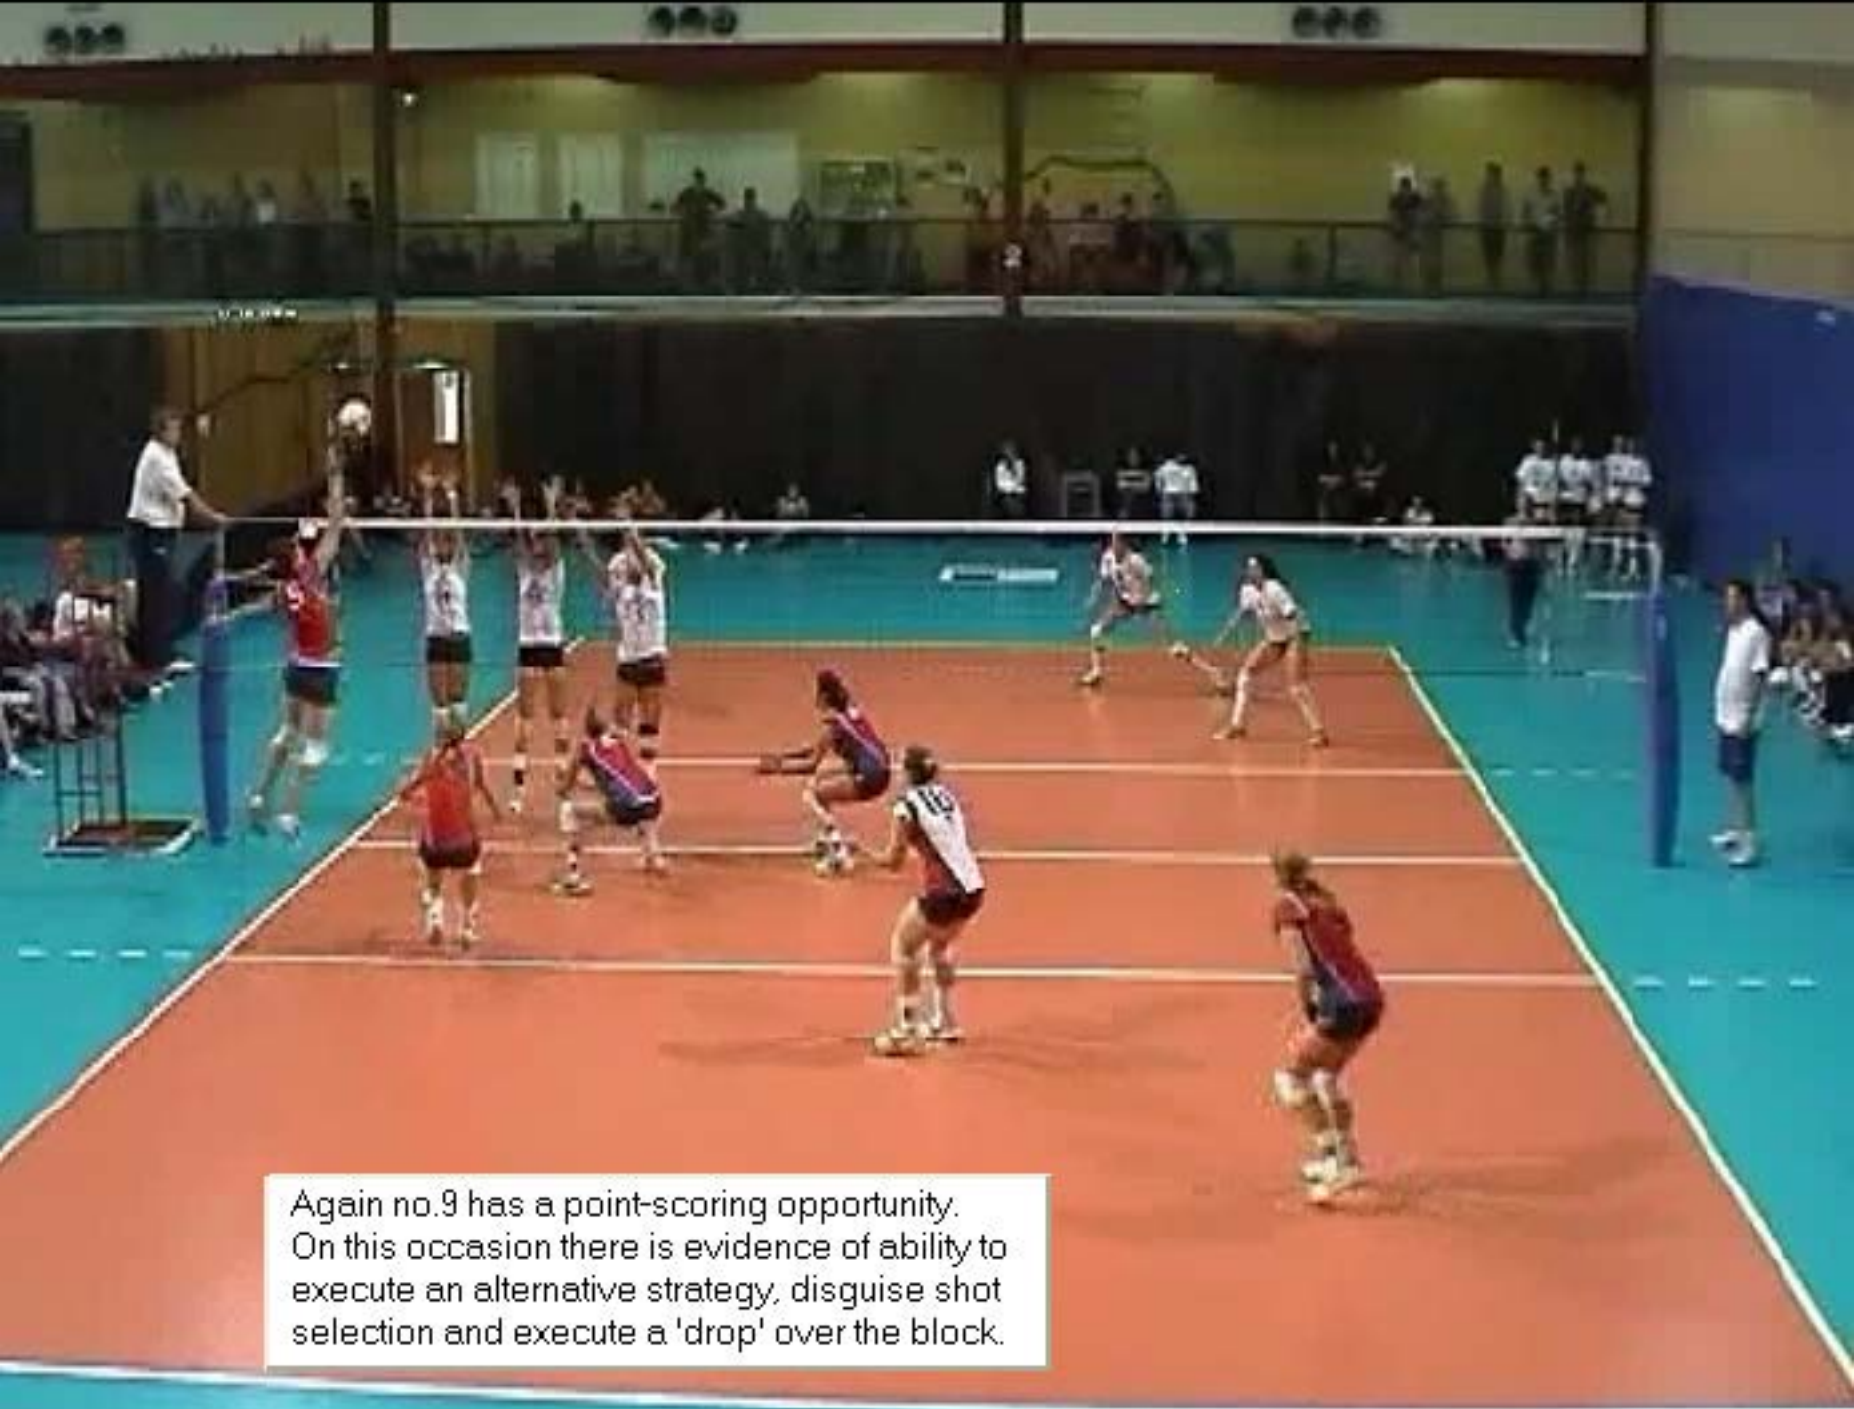 10
Again no.9 has a point-scoring opportunity.
On this occasion there is evidence of ability to
execute an alternative strategy, disguise shot
selection and execute a 'drop' over the block.